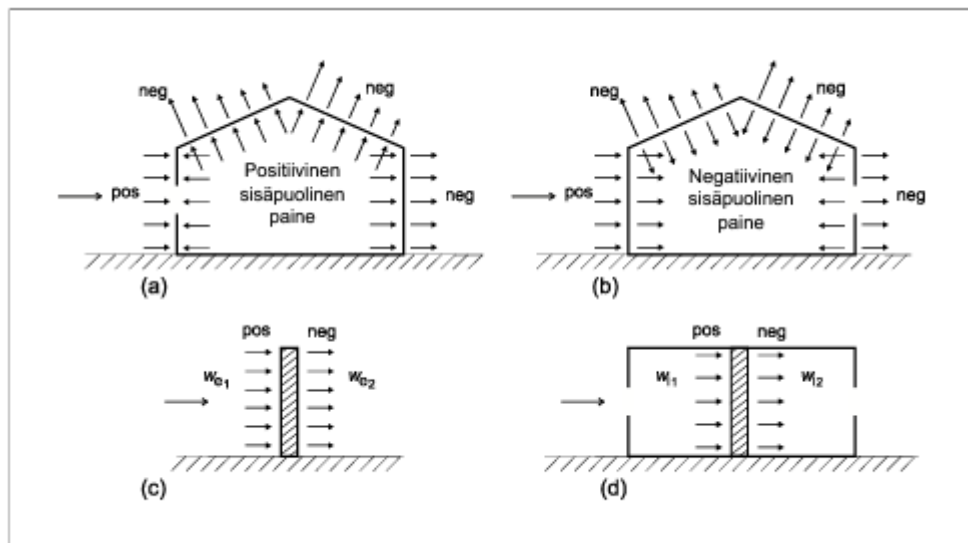 neg
neg
pos
Positiivinen
sisäpuolinen
paine
neg
(a)
neg
neg
pos
Negatiivinen
sisäpuolinen
paine
neg
(b)
pos
neg
we1
we2
(c)
pos
neg
wi1
wi2
(d)